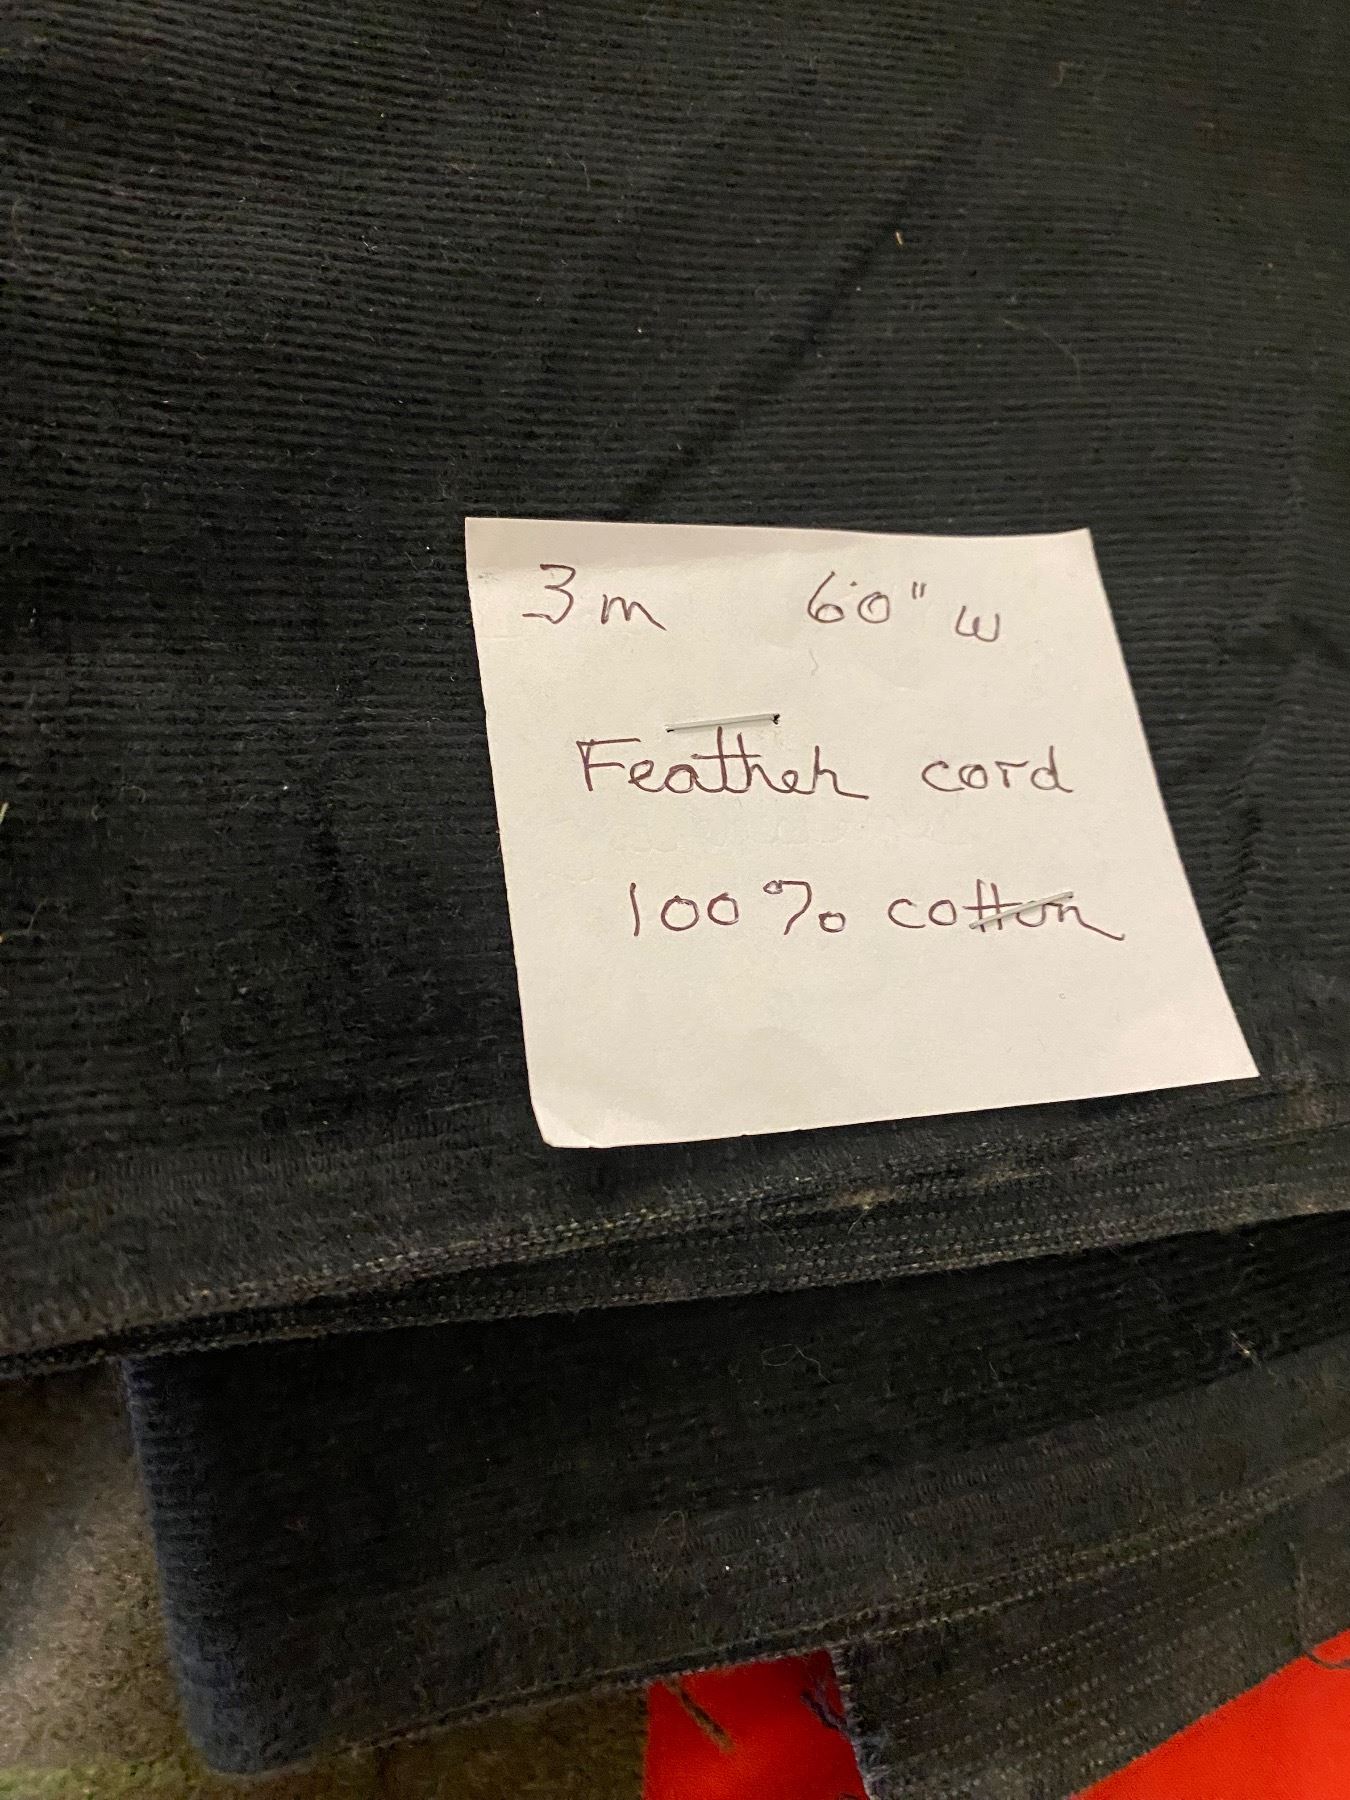 3m 60" w
Feather cord
100% cotton